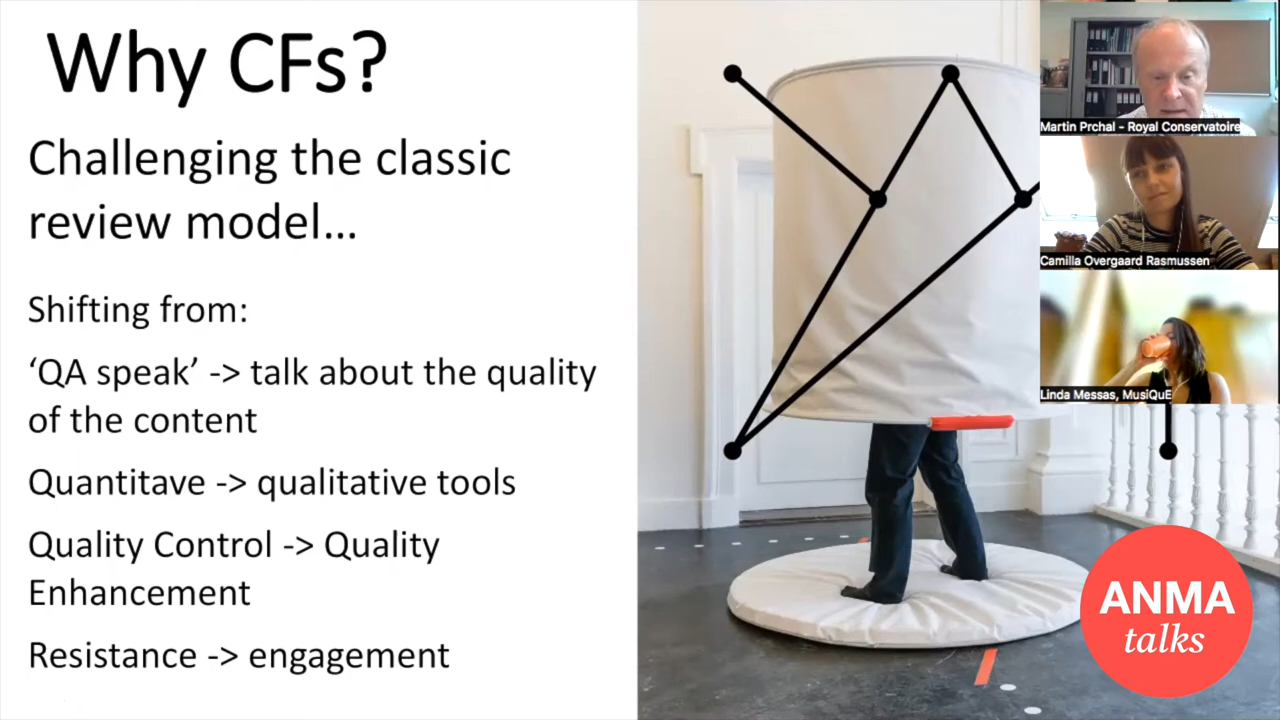 Why CFs?
Challenging the classic
review model...
Shifting from:
‘QA speak’ -> talk about the quality
of the content
Quantitave -> qualitative tools
Quality Control -> Quality
Enhancement
Resistance -> engagement
Martin Prchal - Royal Conservatoire
Camilla Overgaard Rasmussen
Linda Messas, MusiQuE
ANMA
talks